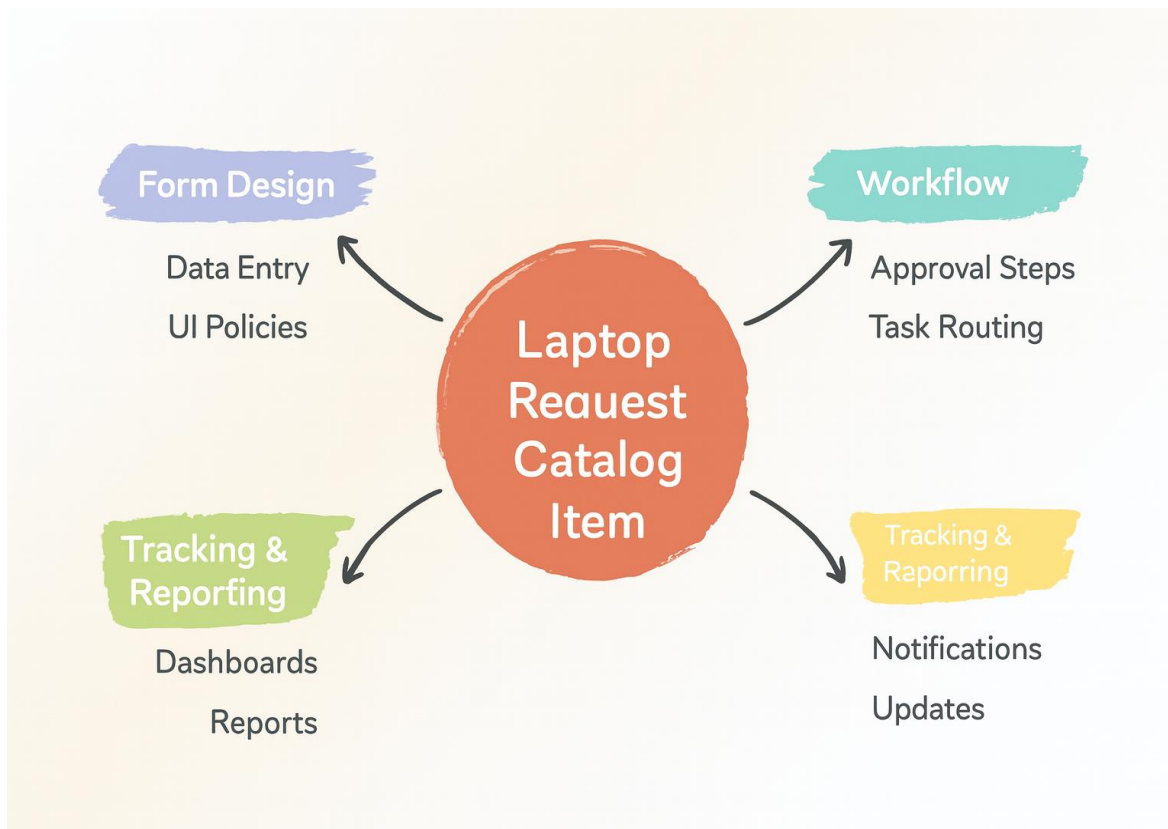 Form Design
Data Entry
UI Policies
Workflow
Approval Steps
Task Routing
Laptop
Reauest
Catalog
Item
Tracking &
Reporting
Dashboards
Reports
Tracking &
Raporring
Notifications
Updates